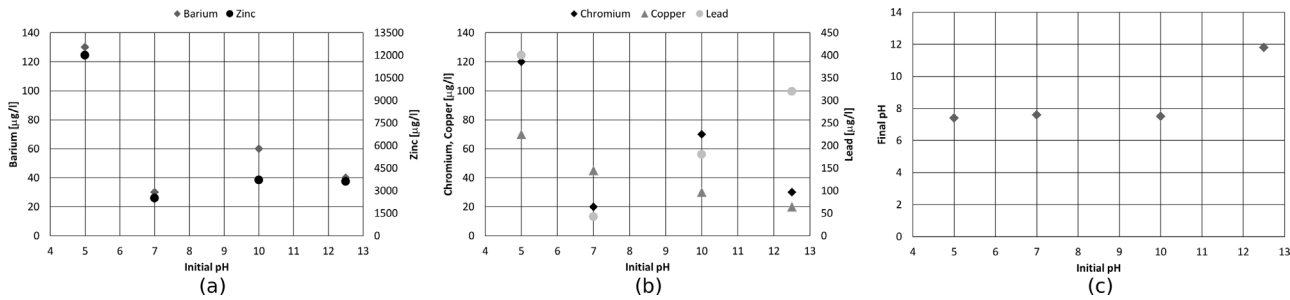 Barium Zinc
140
120
100
80
60
40
20
0
Barium [µg/l]
13500
12000
10500
9000
7500
6000
4500
3000
1500
0
Zinc [µg/l]
4 5 6 7 8 9 10 11 12 13
Initial pH
(a)
Chromium Copper Lead
140
120
100
80
60
40
20
0
Chromium, Copper [µg/l]
450
400
350
300
250
200
150
100
50
0
Lead [µg/l]
4 5 6 7 8 9 10 11 12 13
Initial pH
(b)
14
12
10
8
6
4
2
0
Final pH
4 5 6 7 8 9 10 11 12 13
Initial pH
(c)